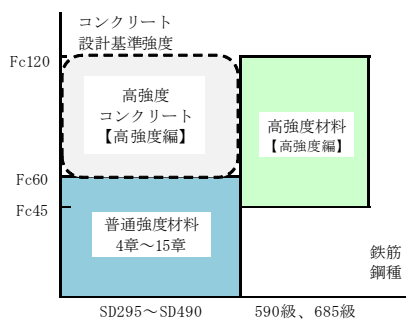 コンクリート
設計基準強度
Fc120
高強度
コンクリート
【高強度編】
高強度材料
【高強度編】
Fc60
Fc45
普通強度材料
4章～15章
鉄筋
鋼種
SD295～SD490
590級、685級